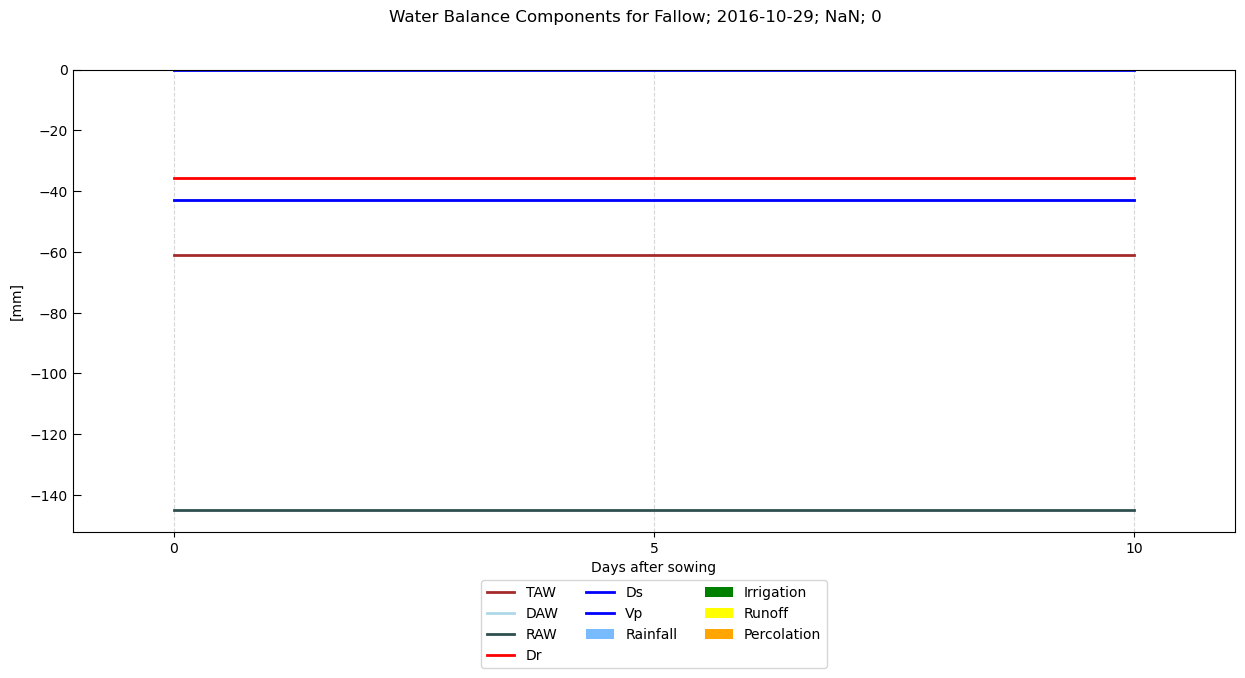 Water Balance Components for Fallow; 2016-10-29; NaN; 0
0
−20
−40
−60
−80
−100
−120
−140
[mm]
0 5 10
Days after sowing
TAW Ds Irrigation
DAW Vp Runoff
RAW Rainfall Percolation
Dr